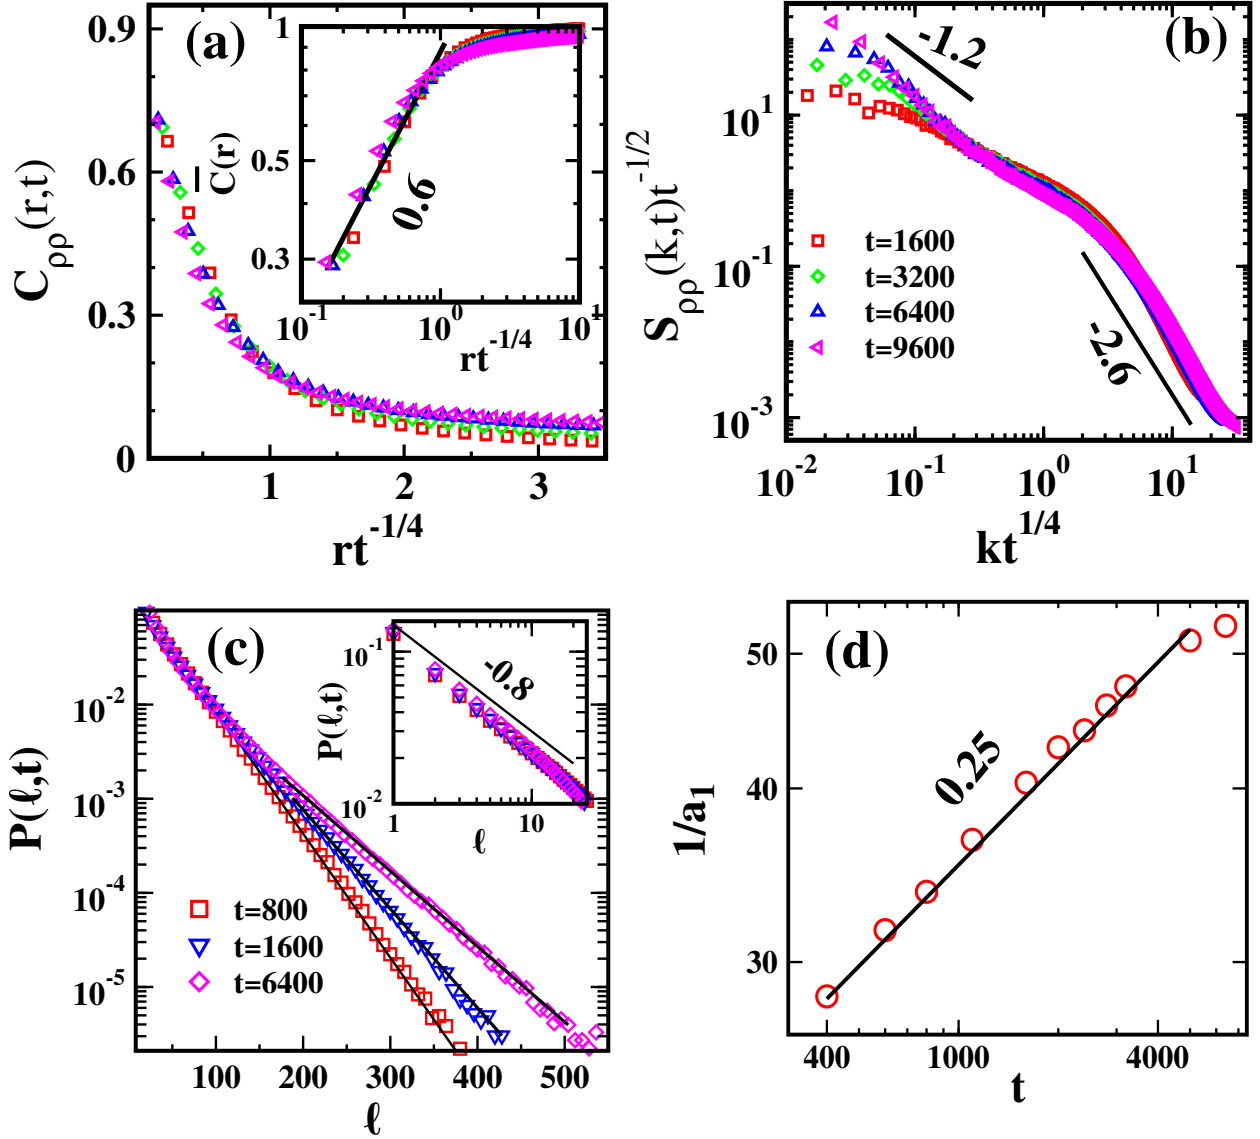 (a)
0.9
0.6
0.3
0
C_ρρ(r,t)
1
2
3
rt^-1/4
1
0.5
0.3
C̅(r)
0.6
10^-1
10^0
10^1
rt^-1/4
(b)
-1.2
-2.6
10^1
10^-1
10^-3
S_ρρ(k,t)t^-1/2
t=1600
t=3200
t=6400
t=9600
10^-2
10^-1
10^0
10^1
kt^1/4
(c)
10^-2
10^-3
10^-4
10^-5
P(ℓ,t)
t=800
t=1600
t=6400
100
200
300
400
500
ℓ
-0.8
10^-1
10^-2
P(ℓ,t)
1
10
ℓ
(d)
50
40
30
1/a_1
0.25
400
1000
4000
t